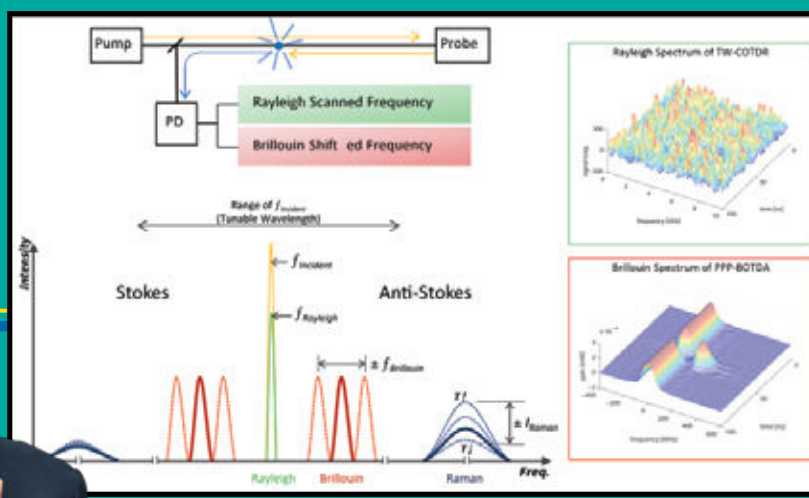 Pump
Probe
PD
Rayleigh Scanned Frequency
Brillouin Shift ed Frequency
Range of f_Incident
(Tunable Wavelength)
Intensity
Stokes
Anti-Stokes
f_Incident
f_Rayleigh
± f_Brillouin
T↑
T↓
± I_Raman
Rayleigh
Brillouin
Raman
Freq.
Rayleigh Spectrum of TW-COTDR
Brillouin Spectrum of PPP-BOTDA